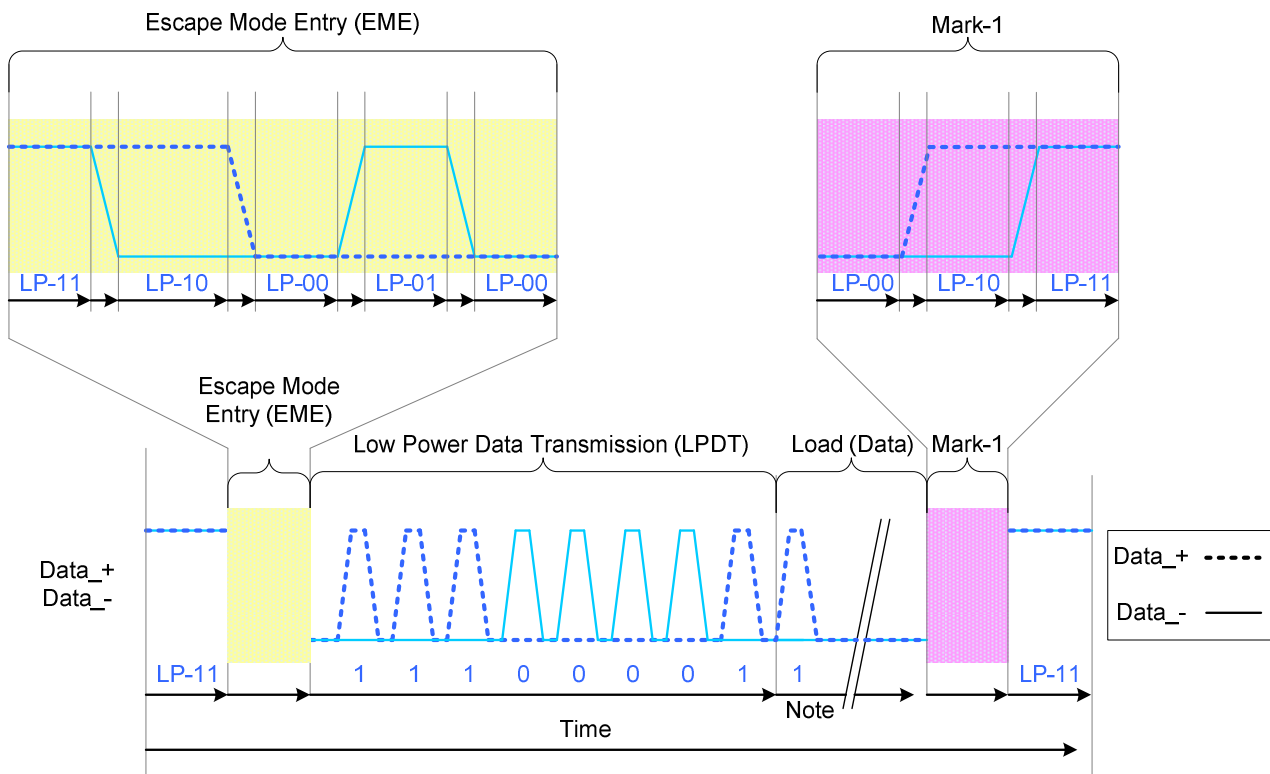 Escape Mode Entry (EME)
Mark-1
LP-11 LP-10 LP-00 LP-01 LP-00
LP-00 LP-10 LP-11
Escape Mode
Entry (EME)
Low Power Data Transmission (LPDT)
Load (Data)
Mark-1
Data_+
Data_-
Data_+
Data_-
LP-11
1 1 1 0 0 0 0 1 1
LP-11
Note
Time